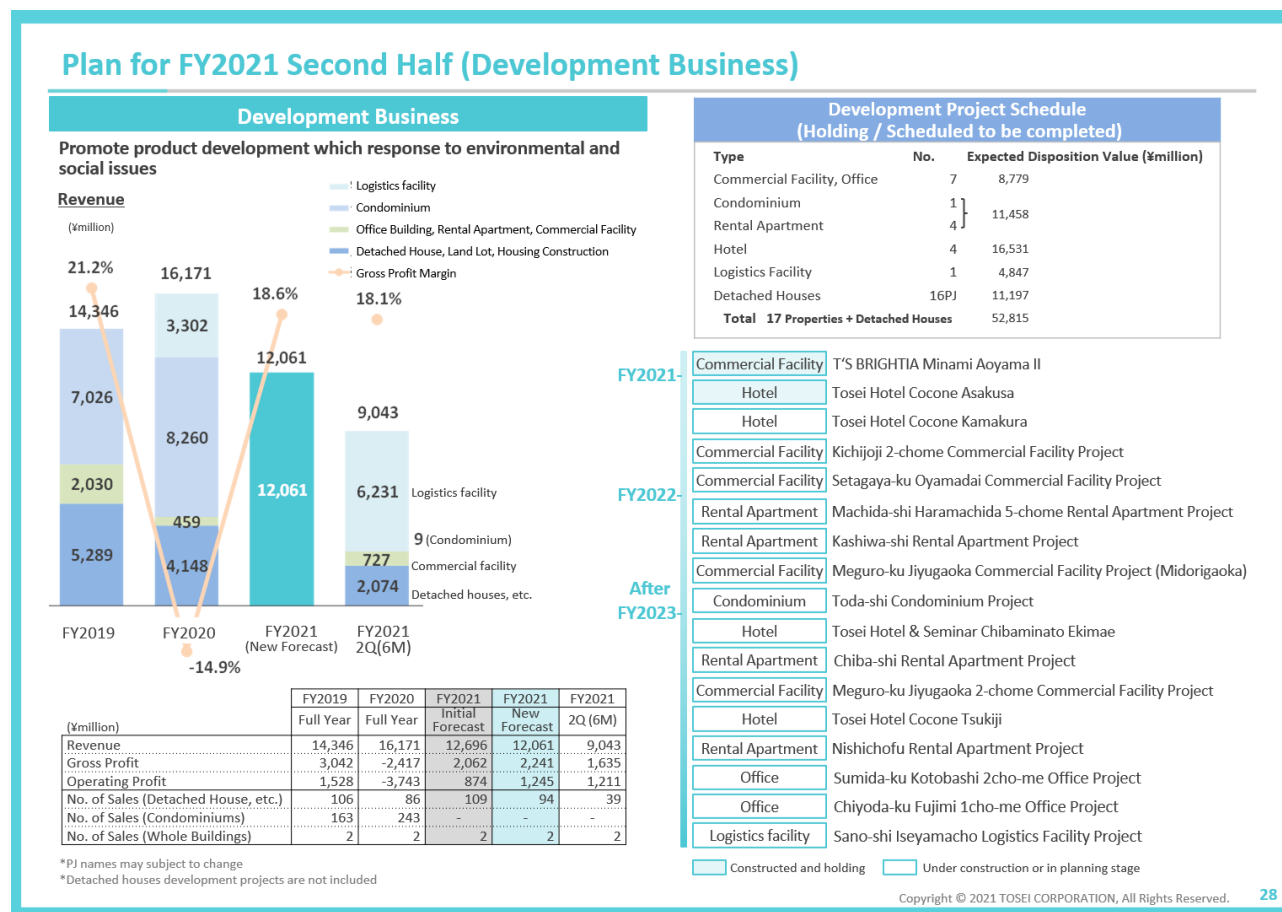 Plan for FY2021 Second Half (Development Business)
Development Business
Promote product development which response to environmental and
social issues
Revenue
(¥million)
Logistics facility
Condominium
Office Building, Rental Apartment, Commercial Facility
Detached House, Land Lot, Housing Construction
Gross Profit Margin
21.2%
14,346
7,026
2,030
5,289
16,171
3,302
8,260
459
4,148
-14.9%
18.6%
12,061
12,061
18.1%
9,043
6,231 Logistics facility
9 (Condominium)
727 Commercial facility
2,074 Detached houses, etc.
FY2019 FY2020 FY2021 FY2021
(New Forecast) 2Q(6M)
FY2019 FY2020 FY2021 FY2021 FY2021
(¥million) Full Year Full Year Initial Forecast New Forecast 2Q (6M)
Revenue 14,346 16,171 12,696 12,061 9,043
Gross Profit 3,042 -2,417 2,062 2,241 1,635
Operating Profit 1,528 -3,743 874 1,245 1,211
No. of Sales (Detached House, etc.) 106 86 109 94 39
No. of Sales (Condominiums) 163 243 - - -
No. of Sales (Whole Buildings) 2 2 2 2 2
*PJ names may subject to change
*Detached houses development projects are not included
Development Project Schedule
(Holding / Scheduled to be completed)
Type No. Expected Disposition Value (¥million)
Commercial Facility, Office 7 8,779
Condominium 1
Rental Apartment 4
11,458
Hotel 4 16,531
Logistics Facility 1 4,847
Detached Houses 16PJ 11,197
Total 17 Properties + Detached Houses 52,815
FY2021-
Commercial Facility T'S BRIGHTIA Minami Aoyama II
Hotel Tosei Hotel Cocone Asakusa
Hotel Tosei Hotel Cocone Kamakura
Commercial Facility Kichijoji 2-chome Commercial Facility Project
FY2022-
Commercial Facility Setagaya-ku Oyamadai Commercial Facility Project
Rental Apartment Machida-shi Haramachida 5-chome Rental Apartment Project
Rental Apartment Kashiwa-shi Rental Apartment Project
Commercial Facility Meguro-ku Jiyugaoka Commercial Facility Project (Midorigaoka)
After
FY2023-
Condominium Toda-shi Condominium Project
Hotel Tosei Hotel & Seminar Chibaminato Ekimae
Rental Apartment Chiba-shi Rental Apartment Project
Commercial Facility Meguro-ku Jiyugaoka 2-chome Commercial Facility Project
Hotel Tosei Hotel Cocone Tsukiji
Rental Apartment Nishichofu Rental Apartment Project
Office Sumida-ku Kotobashi 2cho-me Office Project
Office Chiyoda-ku Fujimi 1cho-me Office Project
Logistics facility Sano-shi Iseyamacho Logistics Facility Project
Constructed and holding Under construction or in planning stage
Copyright © 2021 TOSEI CORPORATION, All Rights Reserved. 28